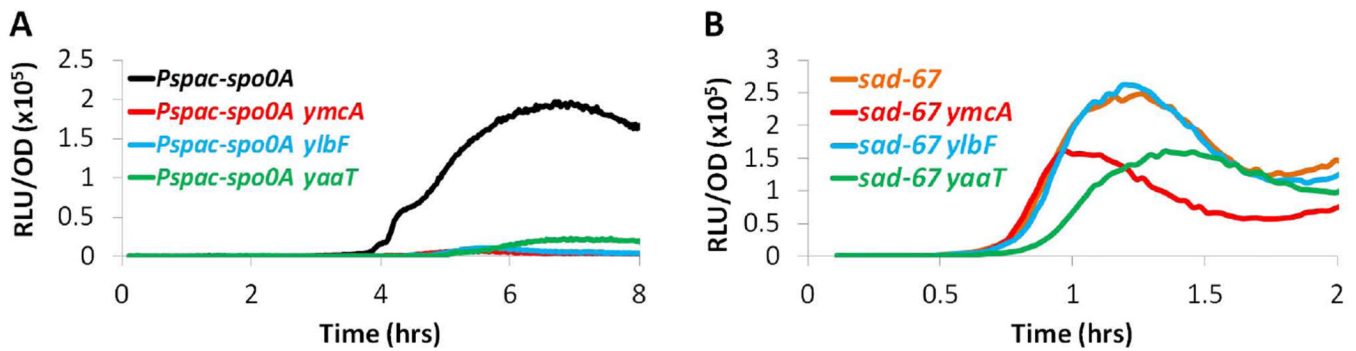 A
RLU/OD (x10⁵)
2.5
2
1.5
1
0.5
0
Pspac-spo0A
Pspac-spo0A ymcA
Pspac-spo0A ylbF
Pspac-spo0A yaaT
0 2 4 6 8
Time (hrs)
B
RLU/OD (x10⁵)
3
2.5
2
1.5
1
0.5
0
sad-67
sad-67 ymcA
sad-67 ylbF
sad-67 yaaT
0 0.5 1 1.5 2
Time (hrs)